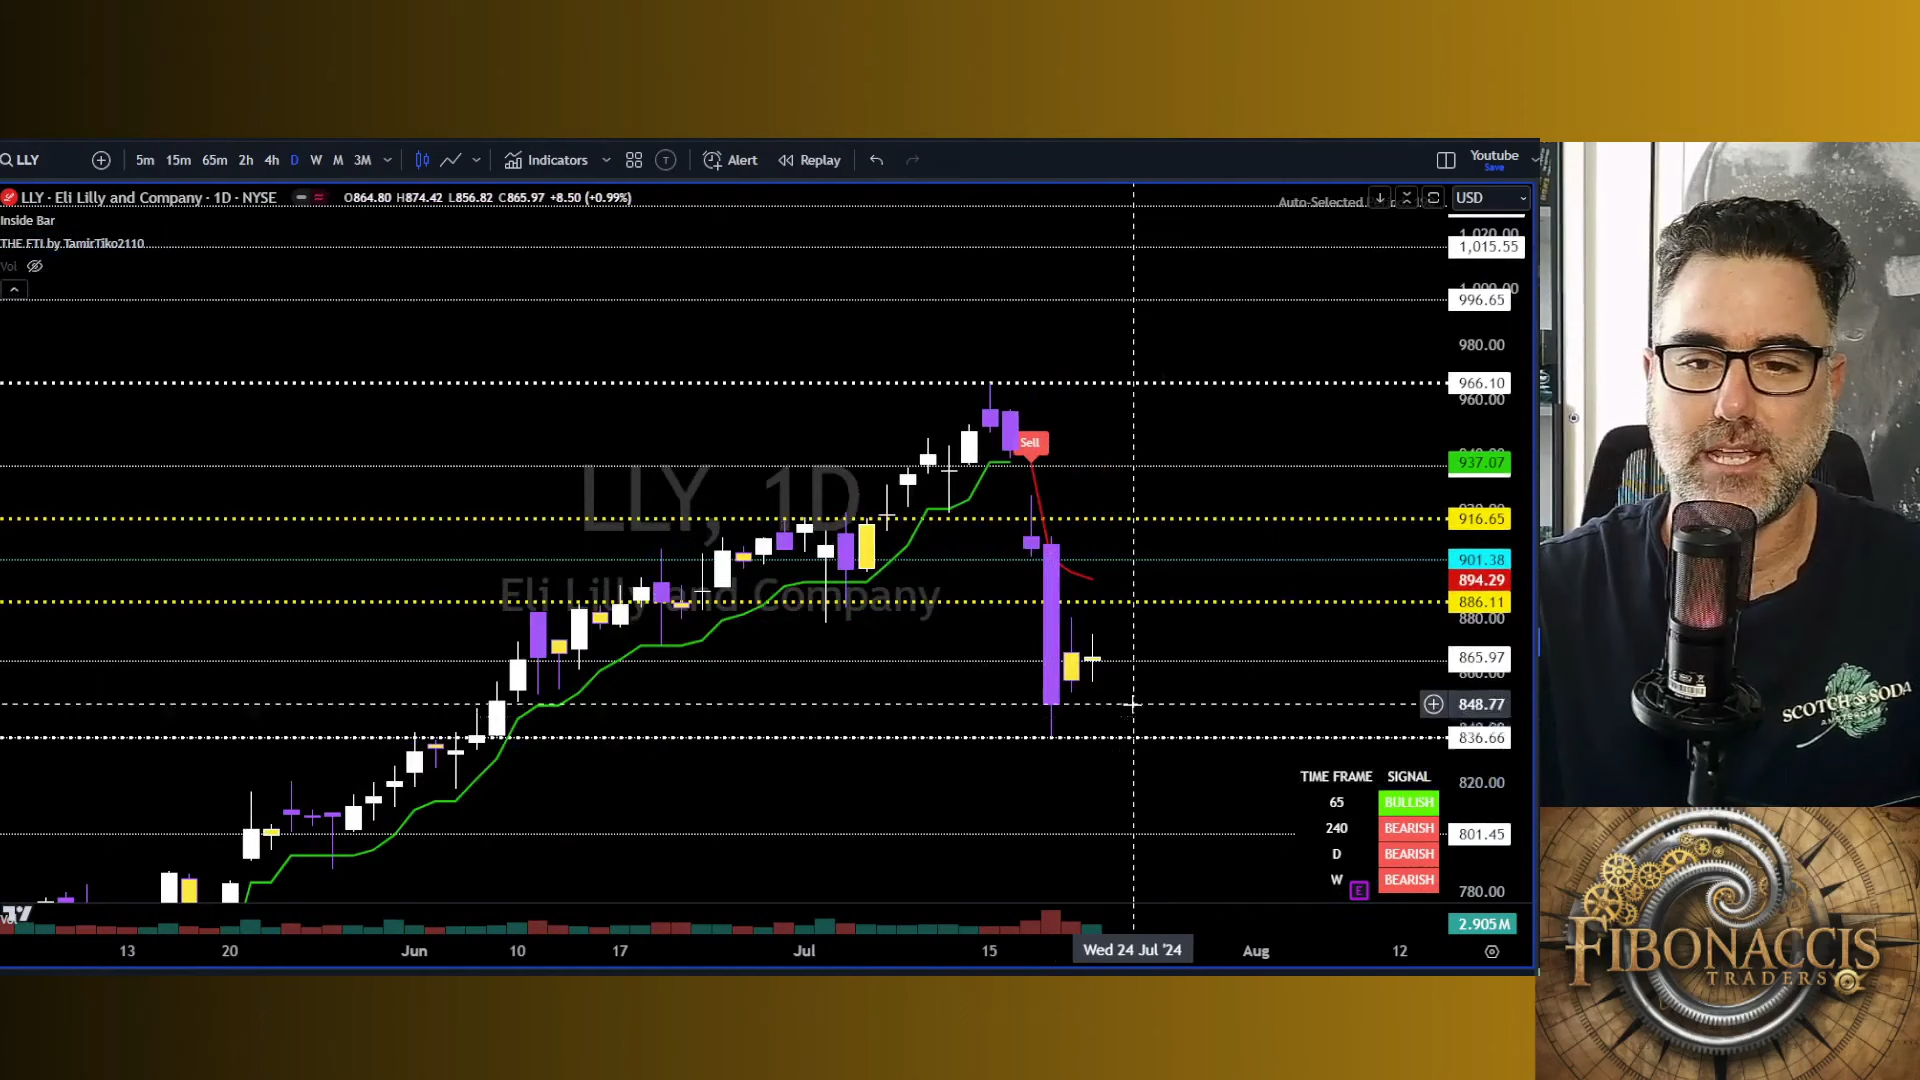 LLY
5m 15m 65m 2h 4h D W M 3M
Indicators
T
Alert
Replay
Youtube
Save
LLY · Eli Lilly and Company · 1D · NYSE
O864.80 H874.42 L856.82 C865.97 +8.50 (+0.99%)
Auto-Selected
USD
Inside Bar
THE FTI by TamirTiko2110
Vol
1,020.00
1,015.55
1,000.00
996.65
980.00
966.10
960.00
Sell
937.07
LLY, 1D
916.65
901.38
894.29
Eli Lilly and Company
886.11
880.00
865.97
860.00
848.77
836.66
TIME FRAME SIGNAL
820.00
65 BULLISH
240 BEARISH
801.45
D BEARISH
W BEARISH
E
780.00
2.905M
13 20 Jun 10 17 Jul 15 Wed 24 Jul '24 Aug 12
SCOTCH & SODA
AMSTERDAM
FIBONACCIS
TRADERS